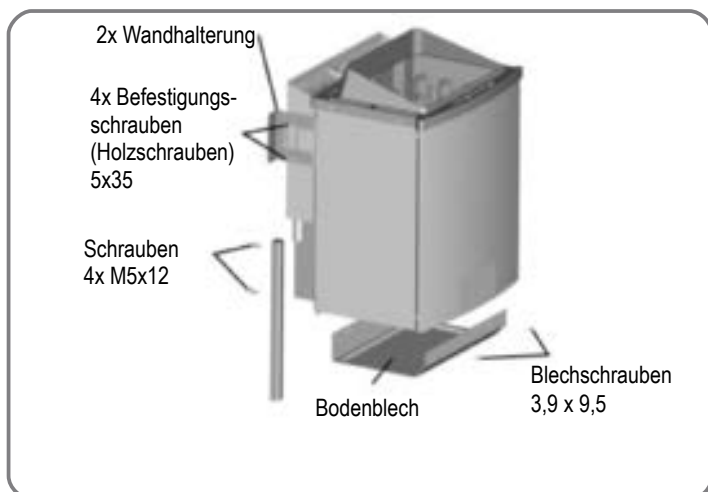 2x Wandhalterung
4x Befestigungs-
schrauben
(Holzschrauben)
5x35
Schrauben
4x M5x12
Bodenblech
Blechschrauben
3,9 x 9,5